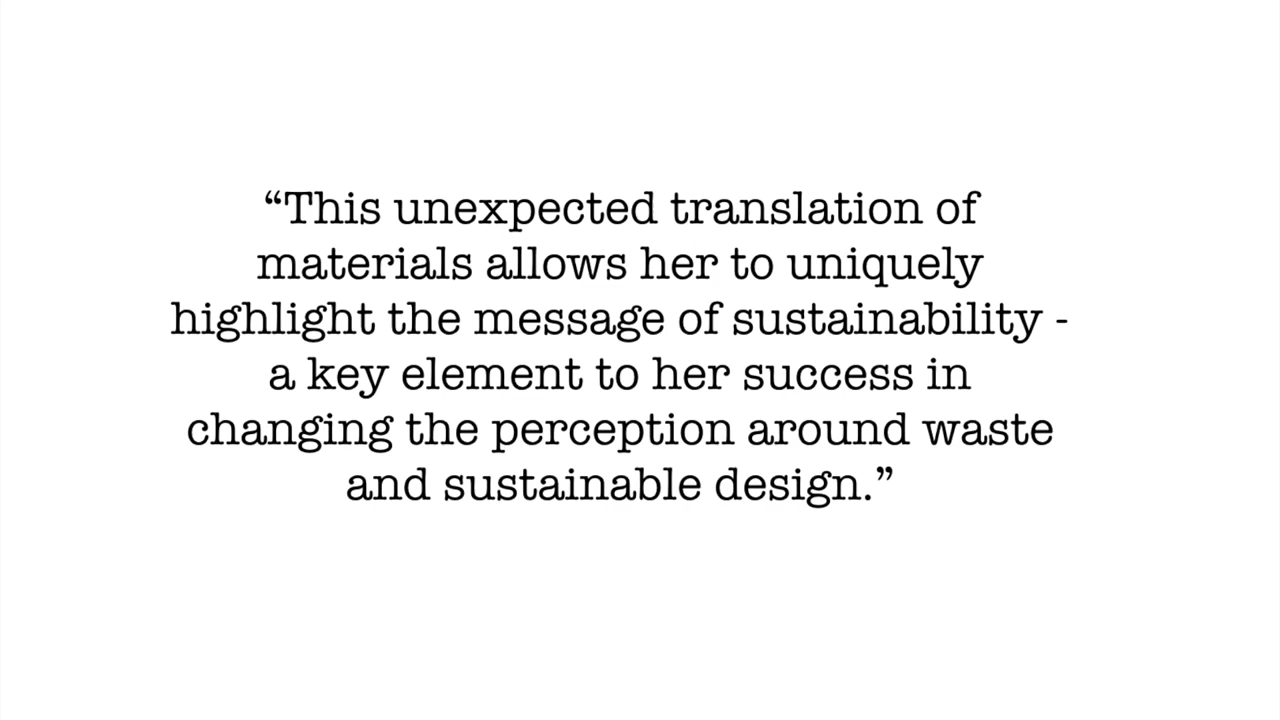 “This unexpected translation of
materials allows her to uniquely
highlight the message of sustainability -
a key element to her success in
changing the perception around waste
and sustainable design.”